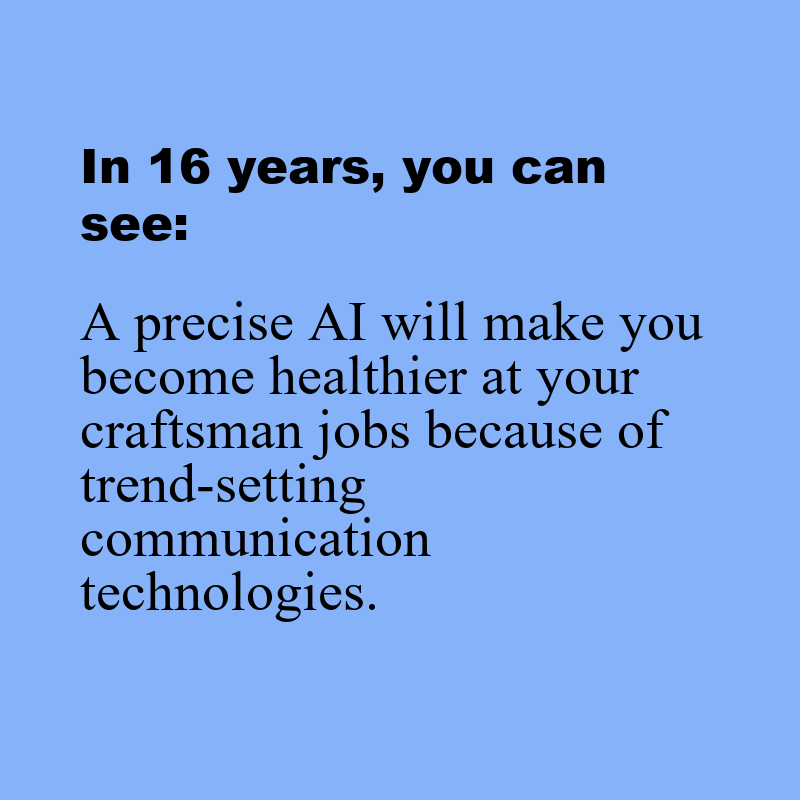 In 16 years, you can
see:
A precise AI will make you
become healthier at your
craftsman jobs because of
trend-setting
communication
technologies.